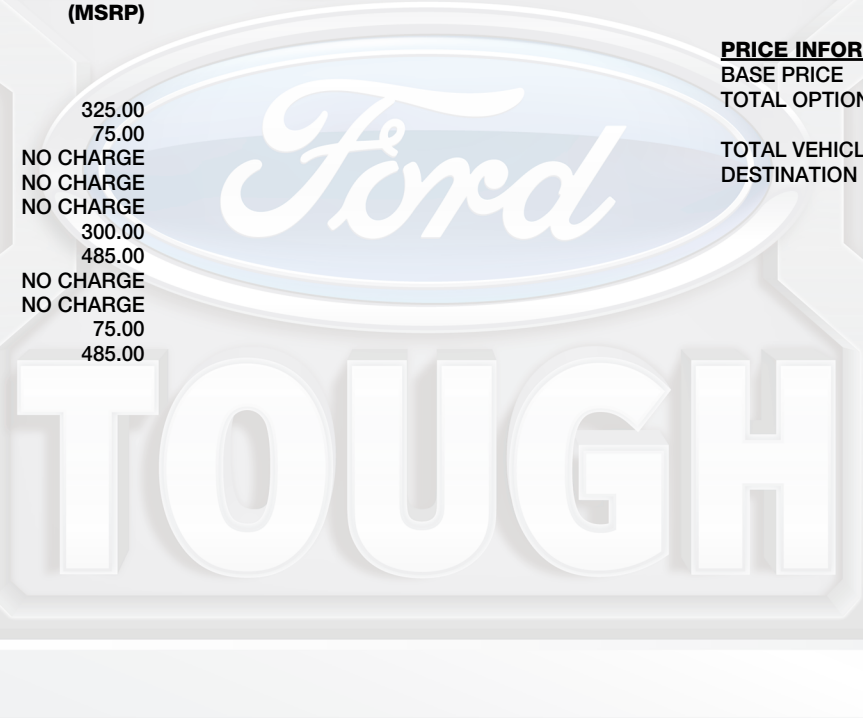 (MSRP)
325.00
75.00
NO CHARGE
NO CHARGE
NO CHARGE
300.00
485.00
NO CHARGE
NO CHARGE
75.00
485.00
PRICE INFOR
BASE PRICE
TOTAL OPTION
TOTAL VEHICL
DESTINATION
Ford
TOUGH